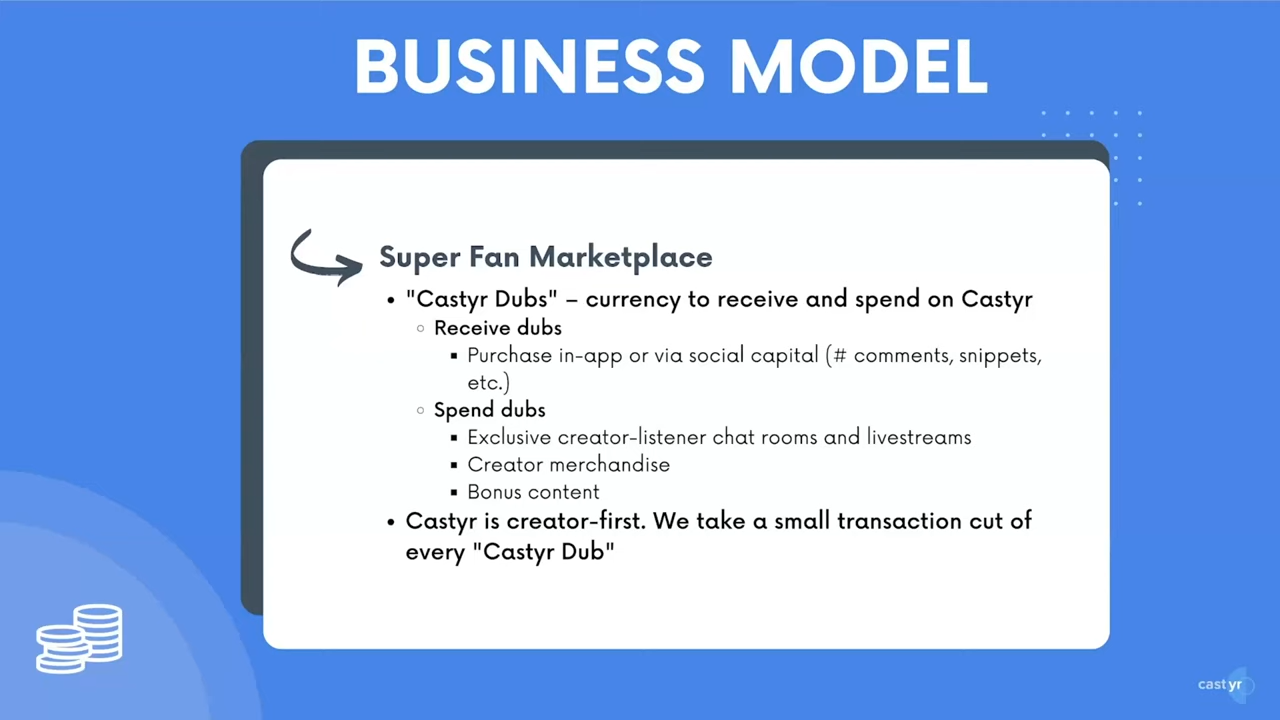 BUSINESS MODEL
Super Fan Marketplace
• "Castyr Dubs" – currency to receive and spend on Castyr
○ Receive dubs
▪ Purchase in-app or via social capital (# comments, snippets,
etc.)
○ Spend dubs
▪ Exclusive creator-listener chat rooms and livestreams
▪ Creator merchandise
▪ Bonus content
• Castyr is creator-first. We take a small transaction cut of
every "Castyr Dub"
castyr